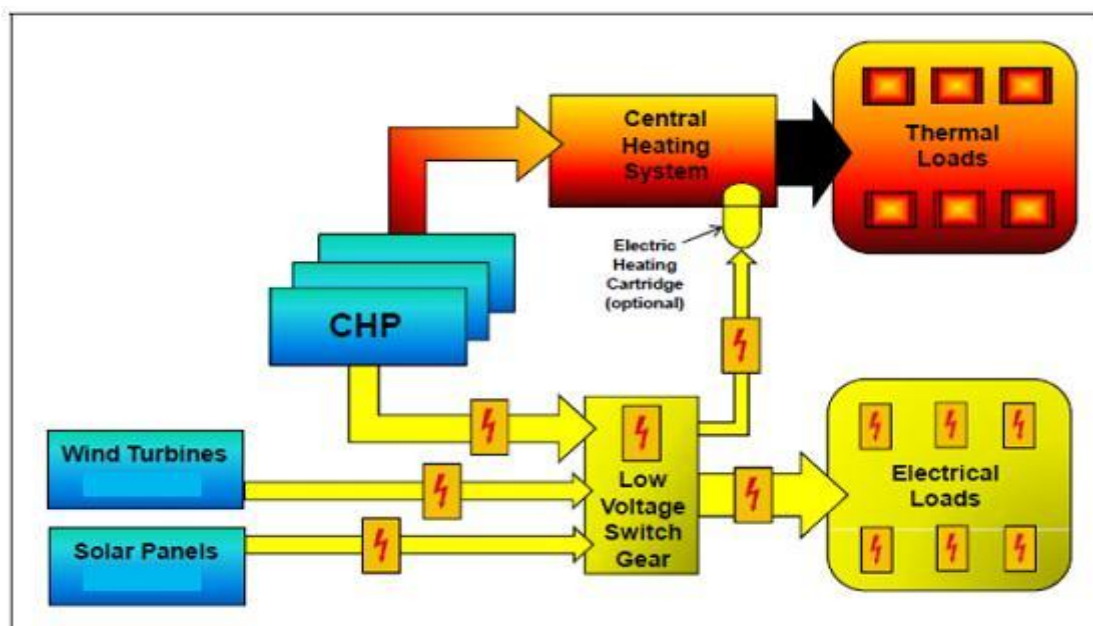 Central
Heating
System
Thermal
Loads
Electric
Heating
Cartridge
(optional)
CHP
Wind Turbines
Solar Panels
Low
Voltage
Switch
Gear
Electrical
Loads